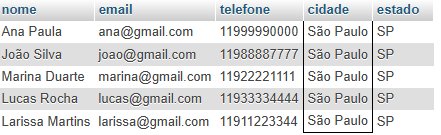 nome email telefone cidade estado
Ana Paula ana@gmail.com 11999990000 São Paulo SP
João Silva joao@gmail.com 11988887777 São Paulo SP
Marina Duarte marina@gmail.com 11922221111 São Paulo SP
Lucas Rocha lucas@gmail.com 11933334444 São Paulo SP
Larissa Martins larissa@gmail.com 11911223344 São Paulo SP